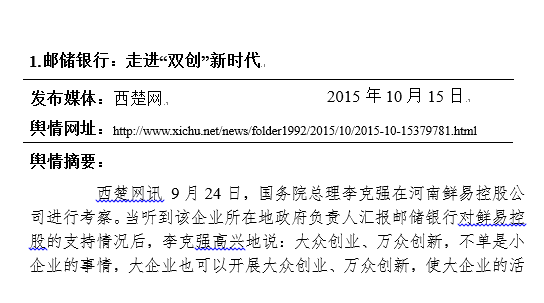 1.邮储银行：走进“双创”新时代
发布媒体：西楚网 2015 年 10 月 15 日
舆情网址：http://www.xichu.net/news/folder1992/2015/10/2015-10-15379781.html
舆情摘要：
西楚网讯 9 月 24 日，国务院总理李克强在河南鲜易控股公
司进行考察。当听到该企业所在地政府负责人汇报邮储银行对鲜易控
股的支持情况后，李克强高兴地说：大众创业、万众创新，不单是小
企业的事情，大企业也可以开展大众创业、万众创新，使大企业的活